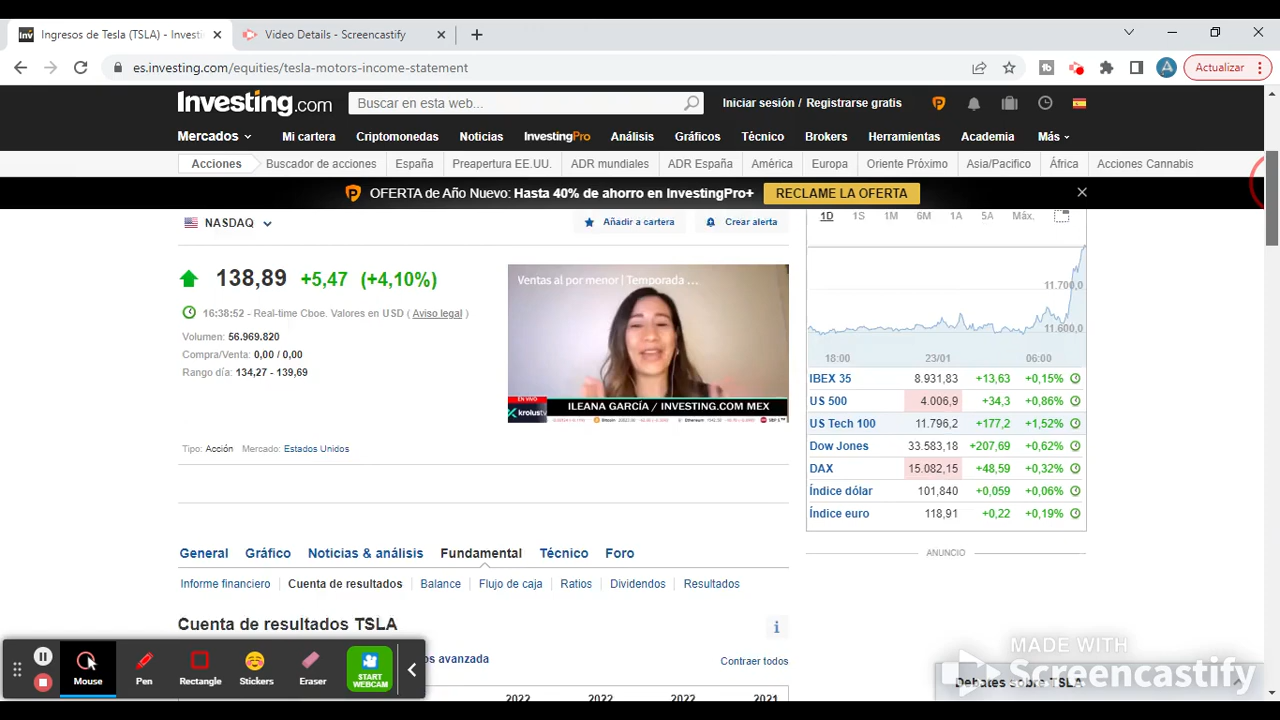 Ingresos de Tesla (TSLA) - Investi
Video Details - Screencastify
es.investing.com/equities/tesla-motors-income-statement
Actualizar
Investing.com
Buscar en esta web...
Iniciar sesión / Registrarse gratis
Mercados
Mi cartera
Criptomonedas
Noticias
InvestingPro
Análisis
Gráficos
Técnico
Brokers
Herramientas
Academia
Más
Acciones
Buscador de acciones
España
Preapertura EE.UU.
ADR mundiales
ADR España
América
Europa
Oriente Próximo
Asia/Pacifico
África
Acciones Cannabis
OFERTA de Año Nuevo: Hasta 40% de ahorro en InvestingPro+
RECLAME LA OFERTA
NASDAQ
Añadir a cartera
Crear alerta
1D 1S 1M 6M 1A 5A Máx.
138,89 +5,47 (+4,10%)
16:38:52 - Real-time Cboe. Valores en USD ( Aviso legal )
Volumen: 56.969.820
Compra/Venta: 0,00 / 0,00
Rango día: 134,27 - 139,69
Ventas al por menor | Temporada ...
EN VIVO
krolustv
ILEANA GARCÍA / INVESTING.COM MEX
Tipo: Acción Mercado: Estados Unidos
11.700,0
11.600,0
18:00 23/01 06:00
IBEX 35 8.931,83 +13,63 +0,15%
US 500 4.006,9 +34,3 +0,86%
US Tech 100 11.796,2 +177,2 +1,52%
Dow Jones 33.583,18 +207,69 +0,62%
DAX 15.082,15 +48,59 +0,32%
Índice dólar 101,840 +0,059 +0,06%
Índice euro 118,91 +0,22 +0,19%
ANUNCIO
General
Gráfico
Noticias & análisis
Fundamental
Técnico
Foro
Informe financiero
Cuenta de resultados
Balance
Flujo de caja
Ratios
Dividendos
Resultados
Cuenta de resultados TSLA
os avanzada
Contraer todos
2022 2022 2022 2021
Mouse
Pen
Rectangle
Stickers
Eraser
START WEBCAM
MADE WITH
Screencastify
Debates sobre TSLA